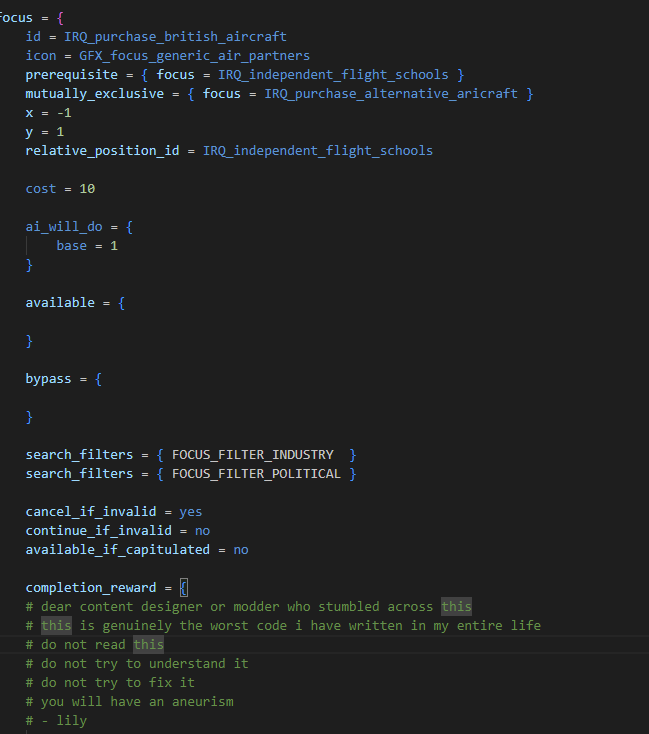 focus = {
id = IRQ_purchase_british_aircraft
icon = GFX_focus_generic_air_partners
prerequisite = { focus = IRQ_independent_flight_schools }
mutually_exclusive = { focus = IRQ_purchase_alternative_aricraft }
x = -1
y = 1
relative_position_id = IRQ_independent_flight_schools
cost = 10
ai_will_do = {
base = 1
}
available = {
}
bypass = {
}
search_filters = { FOCUS_FILTER_INDUSTRY  }
search_filters = { FOCUS_FILTER_POLITICAL }
cancel_if_invalid = yes
continue_if_invalid = no
available_if_capitulated = no
completion_reward = {
# dear content designer or modder who stumbled across this
# this is genuinely the worst code i have written in my entire life
# do not read this
# do not try to understand it
# do not try to fix it
# you will have an aneurism
# - lily